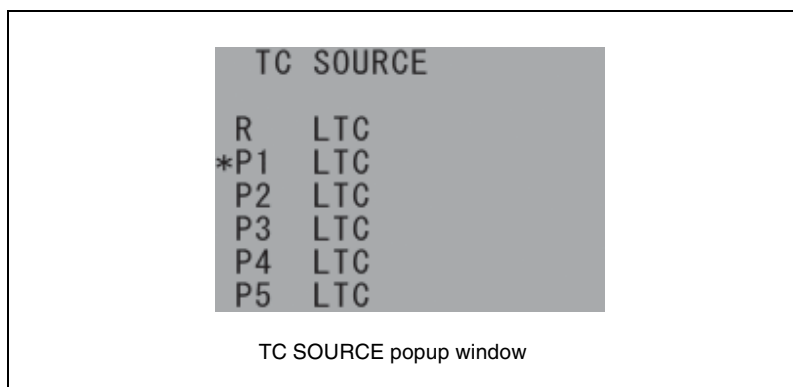 TC SOURCE
R LTC
*P1 LTC
P2 LTC
P3 LTC
P4 LTC
P5 LTC
TC SOURCE popup window